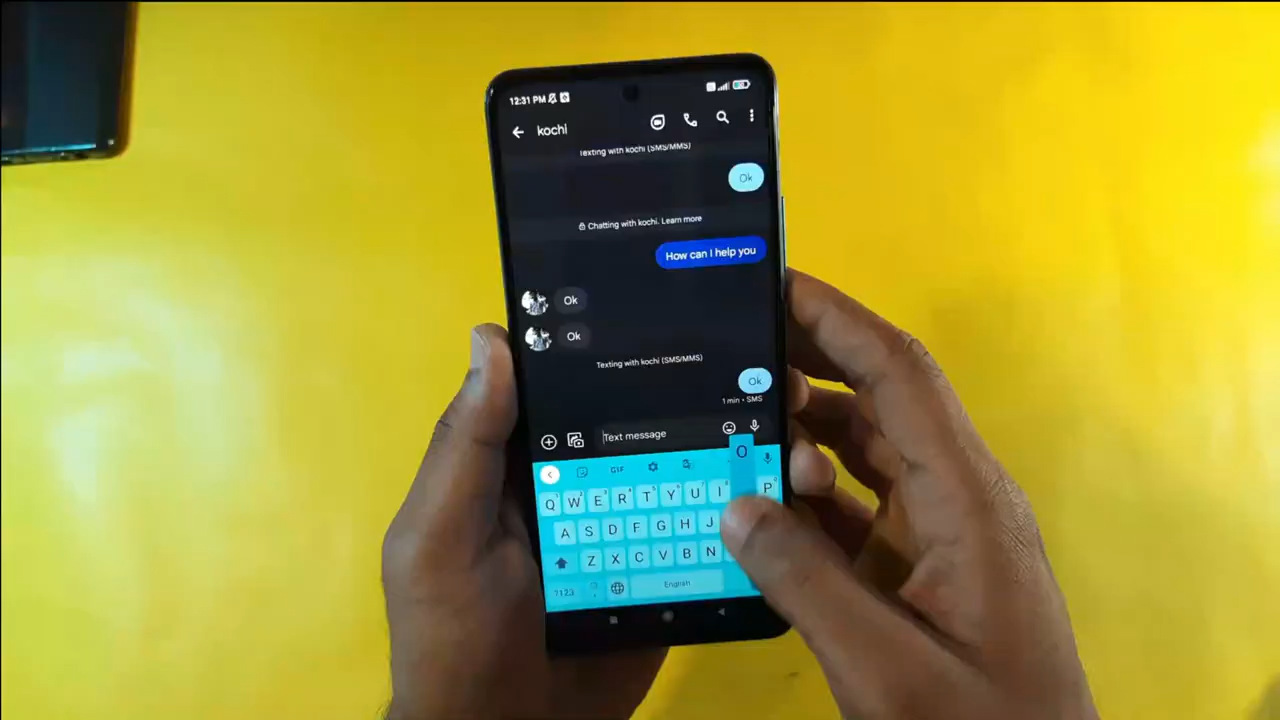 12:31 PM
kochi
Texting with kochi (SMS/MMS)
Ok
Chatting with kochi. Learn more
How can I help you
Ok
Ok
Texting with kochi (SMS/MMS)
Ok
1 min • SMS
Text message
O
GIF
Q W E R T Y U I P
A S D F G H J
Z X C V B N
?123 English